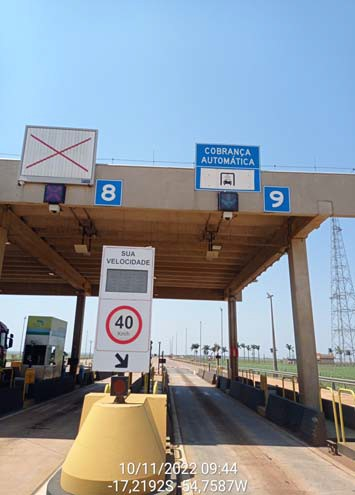 COBRANÇA
AUTOMÁTICA
8
9
SUA
VELOCIDADE
40
Km/h
10/11/2022 09:44
-17,2192S -54,7587W